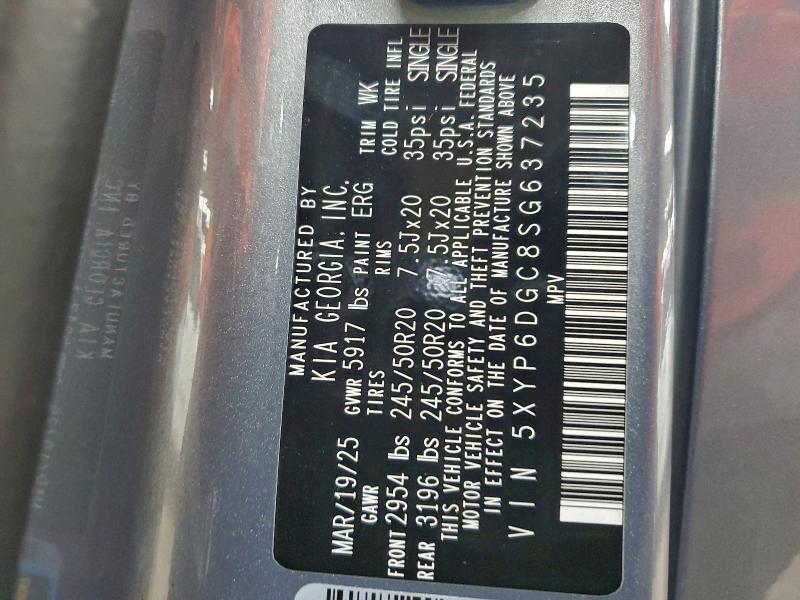 MANUFACTURED BY
KIA GEORGIA, INC.
MAR/19/25 GVWR 5917 lbs PAINT ERG TRIM WK
GAWR TIRES RIMS COLD TIRE INFL
FRONT 2954 lbs 245/50R20 7.5Jx20 35psi SINGLE
REAR 3196 lbs 245/50R20 7.5Jx20 35psi SINGLE
THIS VEHICLE CONFORMS TO ALL APPLICABLE U.S.A. FEDERAL
MOTOR VEHICLE SAFETY AND THEFT PREVENTION STANDARDS
IN EFFECT ON THE DATE OF MANUFACTURE SHOWN ABOVE
VIN 5XYP6DGC8SG637235
MPV